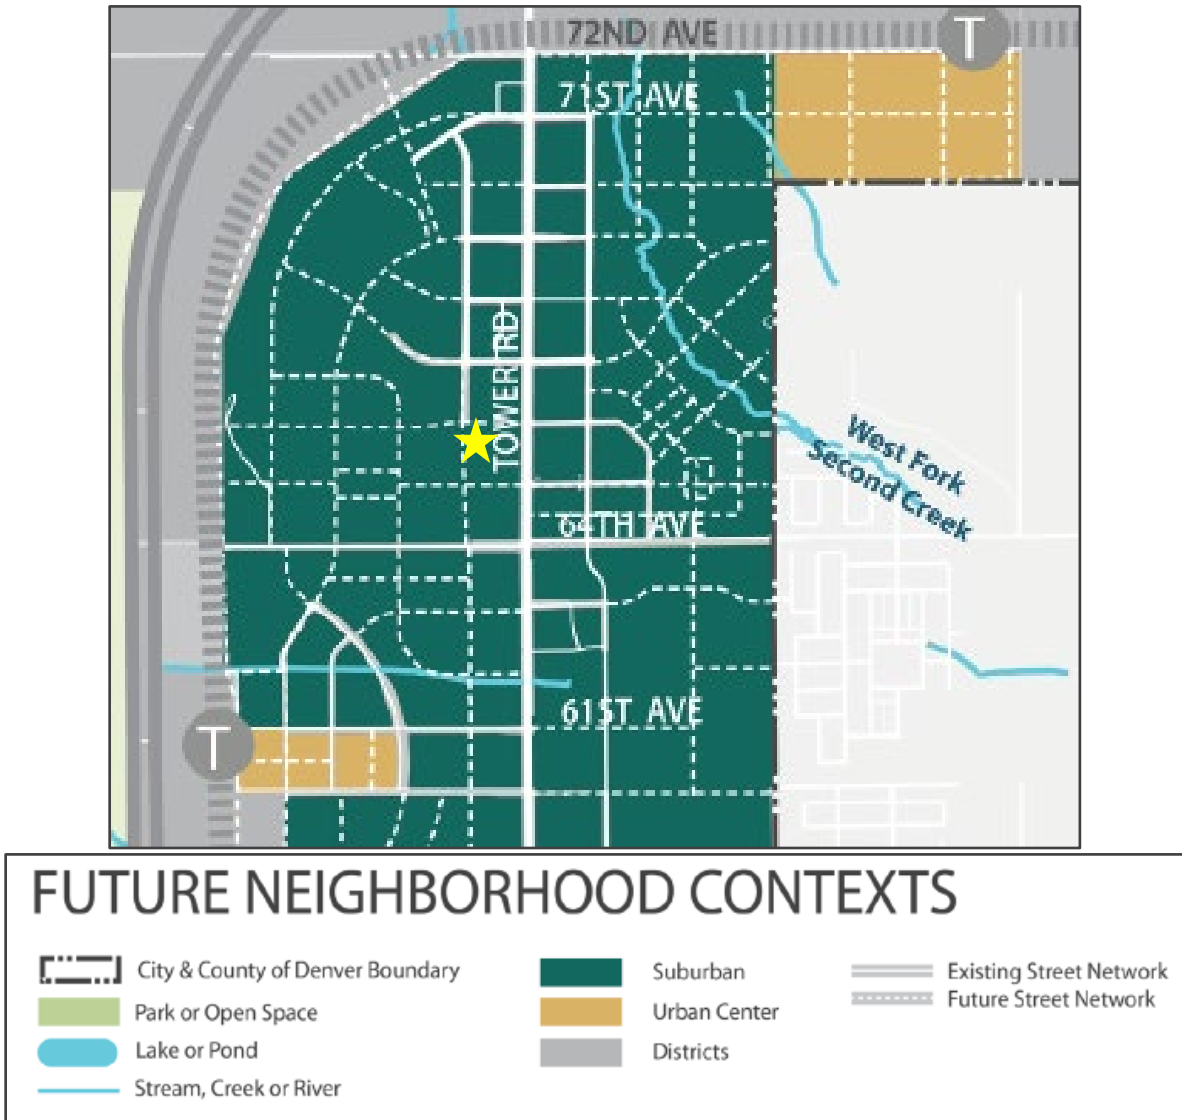 72ND AVE
T
71ST AVE
TOWER RD
West Fork
Second Creek
64TH AVE
61ST AVE
T
FUTURE NEIGHBORHOOD CONTEXTS
City & County of Denver Boundary
Park or Open Space
Lake or Pond
Stream, Creek or River
Suburban
Urban Center
Districts
Existing Street Network
Future Street Network